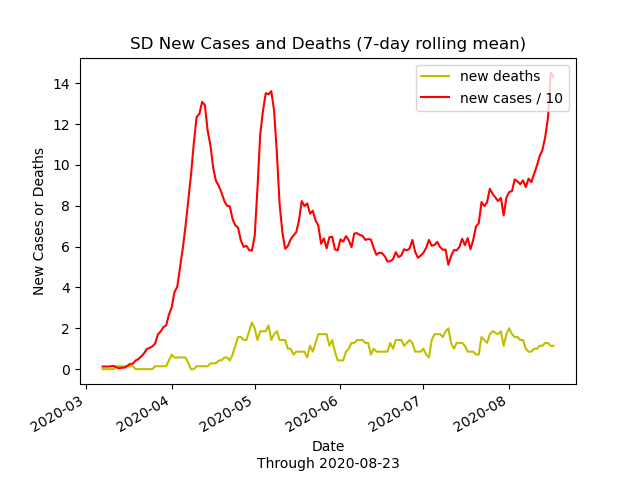 SD New Cases and Deaths (7-day rolling mean)
new deaths
new cases / 10
New Cases or Deaths
14
12
10
8
6
4
2
0
2020-03
2020-04
2020-05
2020-06
2020-07
2020-08
Date
Through 2020-08-23